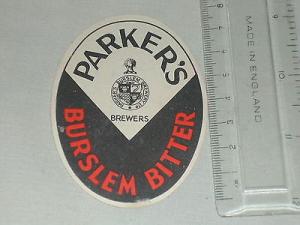 PARKER'S
BREWERS
BURSLEM BITTER
MADE IN ENGLAND